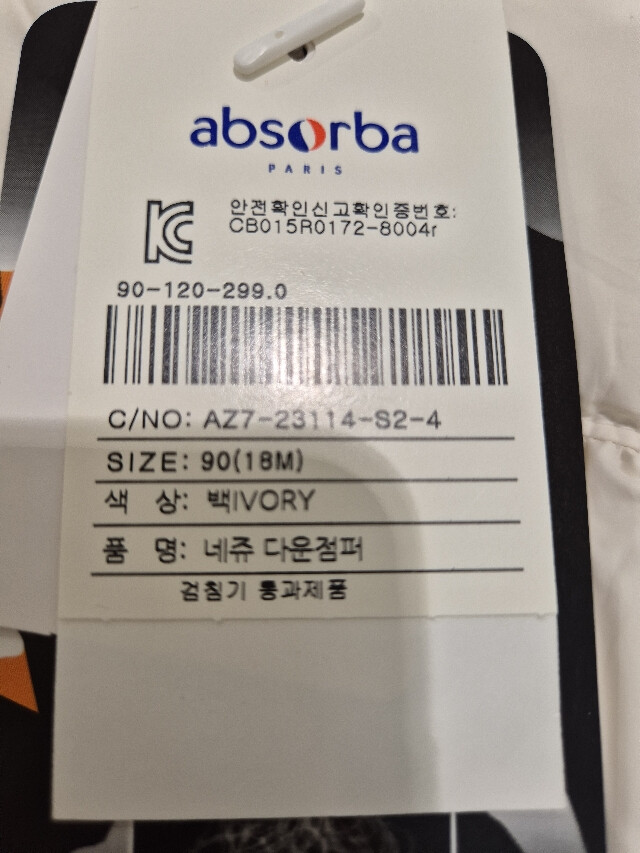 absorba
PARIS
안전확인신고확인증번호:
CB015R0172-8004r
90-120-299.0
C/NO: AZ7-23114-S2-4
SIZE: 90(18M)
색 상: 백IVORY
품 명: 네쥬 다운점퍼
검침기 통과제품